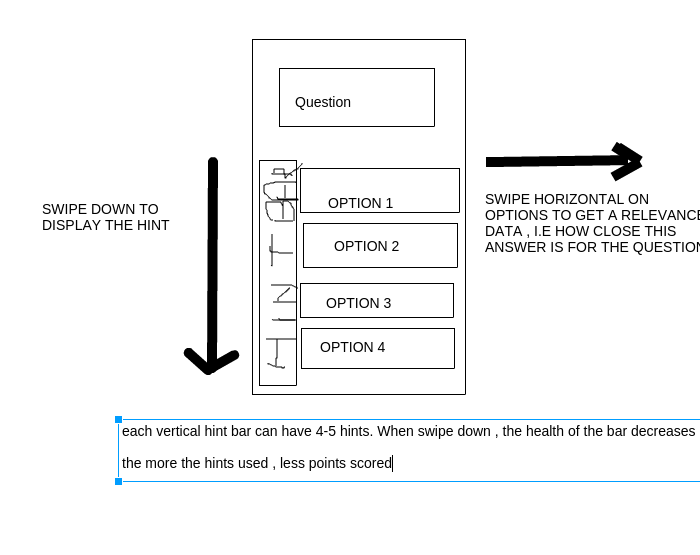 Question
SWIPE DOWN TO
DISPLAY THE HINT
SWIPE HORIZONTAL ON
OPTIONS TO GET A RELEVANCE
DATA , I.E HOW CLOSE THIS
ANSWER IS FOR THE QUESTION
HINT BAR
OPTION 1
OPTION 2
OPTION 3
OPTION 4
each vertical hint bar can have 4-5 hints. When swipe down , the health of the bar decreases
the more the hints used , less points scored